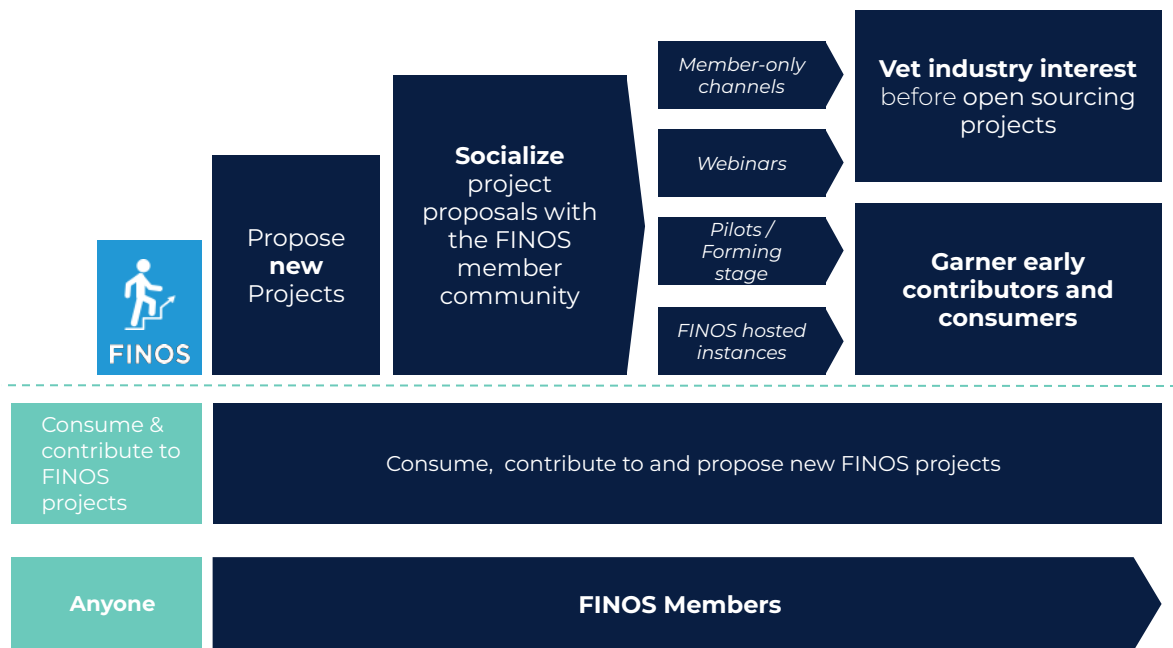 FINOS
Propose
new
Projects
Socialize
project
proposals with
the FINOS
member
community
Member-only
channels
Webinars
Pilots /
Forming
stage
FINOS hosted
instances
Vet industry interest
before open sourcing
projects
Garner early
contributors and
consumers
Consume &
contribute to
FINOS
projects
Consume,  contribute to and propose new FINOS projects
Anyone
FINOS Members